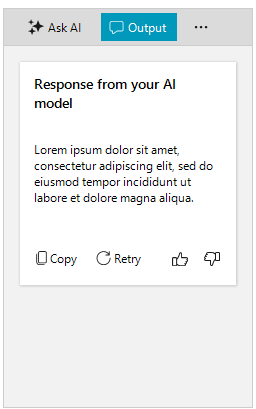 Ask AI Output ...
Response from your AI
model
Lorem ipsum dolor sit amet,
consectetur adipiscing elit, sed do
eiusmod tempor incididunt ut
labore et dolore magna aliqua.
Copy Retry